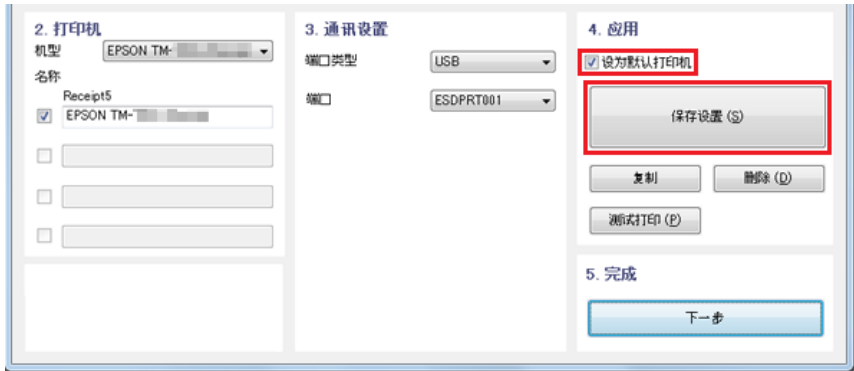 2. 打印机
机型
EPSON TM-
名称
Receipt5
EPSON TM-
3. 通讯设置
端口类型
USB
端口
ESDPRT001
4. 应用
设为默认打印机
保存设置 (S)
复制
删除 (D)
测试打印 (P)
5. 完成
下一步